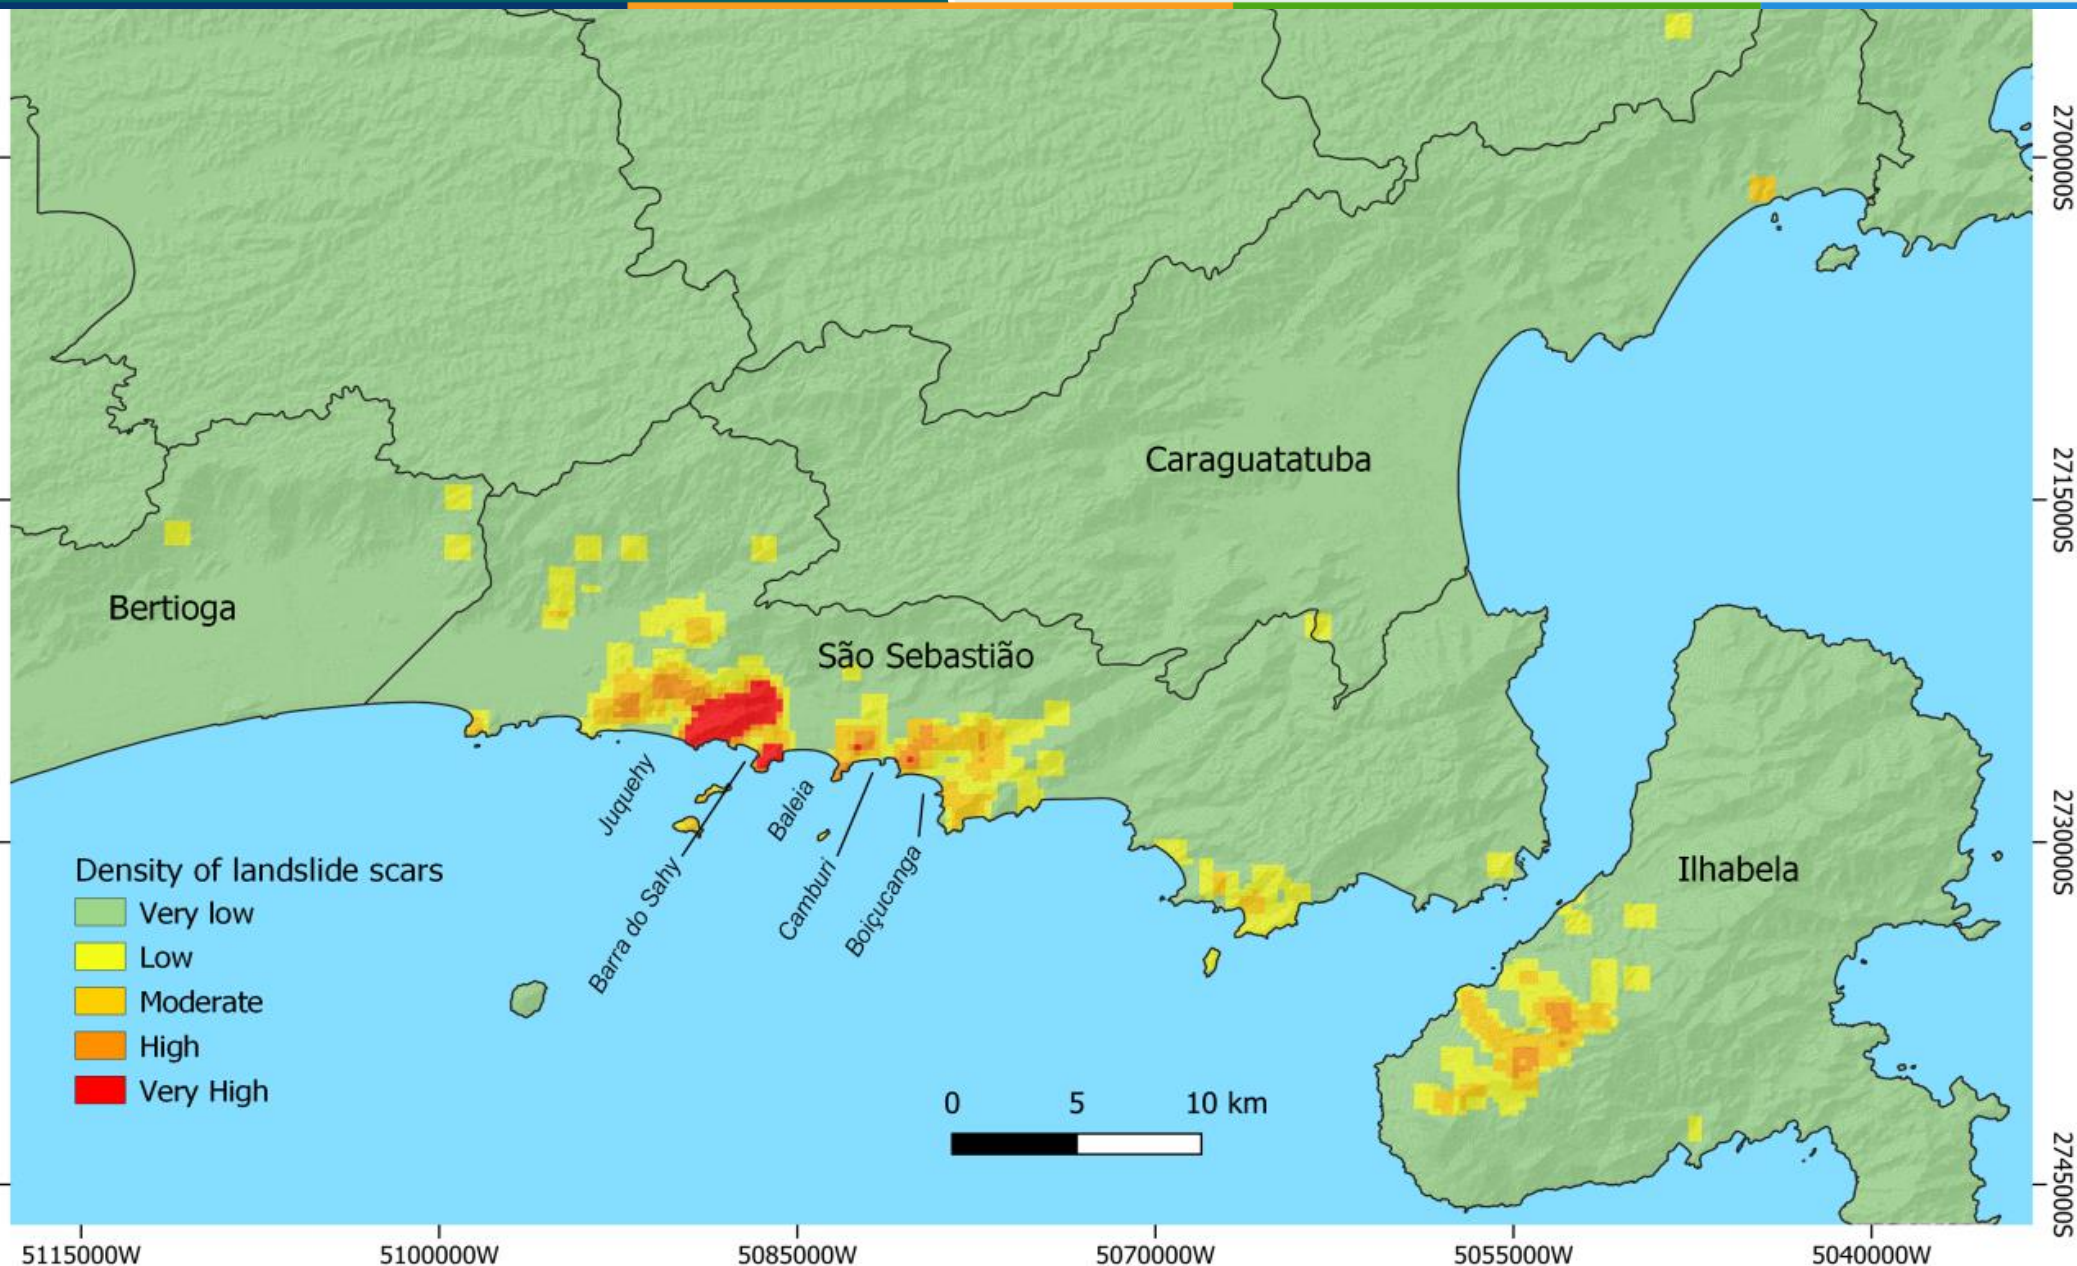 2700000S
Caraguatatuba
2715000S
Bertioga
São Sebastião
Juquehy
Baleia
Barra do Sahy
Camburi
Boiçucanga
2730000S
Ilhabela
Density of landslide scars
Very low
Low
Moderate
High
Very High
0 5 10 km
2745000S
5115000W 5100000W 5085000W 5070000W 5055000W 5040000W